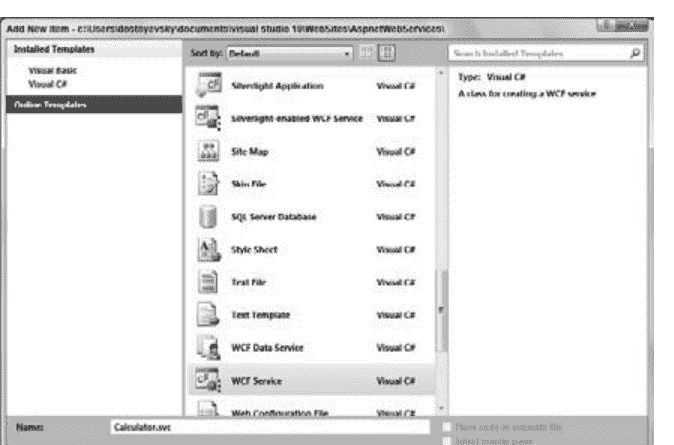 Add New Item - c:\Users\dostoyevsky\documents\visual studio 10\WebSites\AspnetWebServices\
Installed Templates
Sort by: Default
Search Installed Templates
Visual Basic
Visual C#
Online Templates
Silverlight Application Visual C#
Silverlight-enabled WCF Service Visual C#
Site Map Visual C#
Skin File Visual C#
SQL Server Database Visual C#
Style Sheet Visual C#
Text File Visual C#
Text Template Visual C#
WCF Data Service Visual C#
WCF Service Visual C#
Web Configuration File Visual C#
Type: Visual C#
A class for creating a WCF service
Name: Calculator.svc
Place code in separate file
Select master page